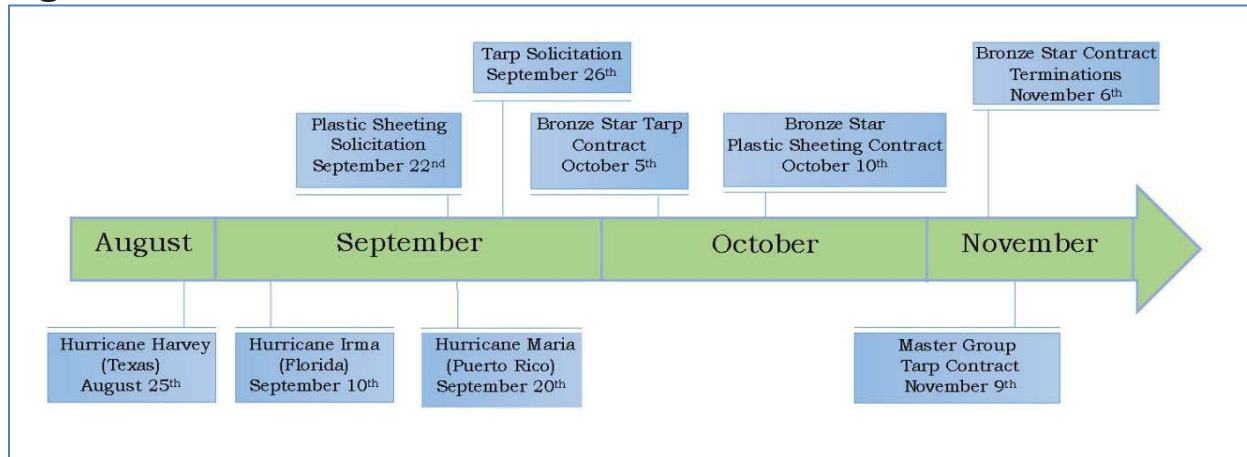 Tarp Solicitation
September 26th
Bronze Star Contract
Terminations
November 6th
Plastic Sheeting
Solicitation
September 22nd
Bronze Star Tarp
Contract
October 5th
Bronze Star
Plastic Sheeting Contract
October 10th
August
September
October
November
Hurricane Harvey
(Texas)
August 25th
Hurricane Irma
(Florida)
September 10th
Hurricane Maria
(Puerto Rico)
September 20th
Master Group
Tarp Contract
November 9th